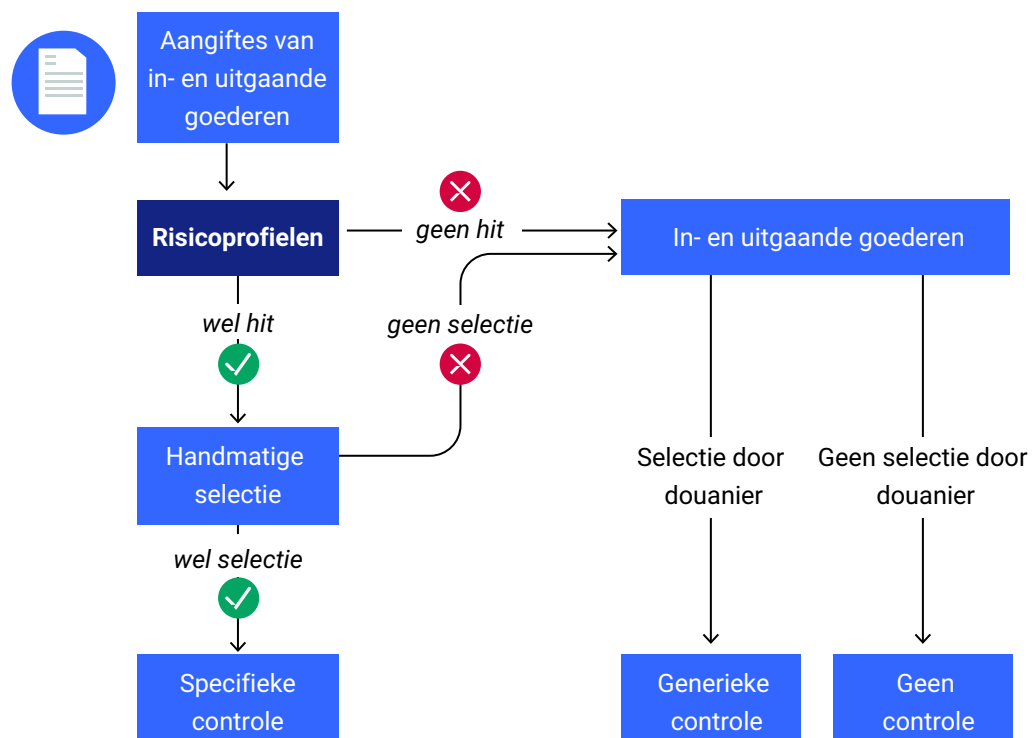 Aangiftes van
in- en uitgaande
goederen
Risicoprofielen
geen hit
In- en uitgaande goederen
wel hit
geen selectie
Handmatige
selectie
Selectie door
douanier
Geen selectie door
douanier
wel selectie
Specifieke
controle
Generieke
controle
Geen
controle